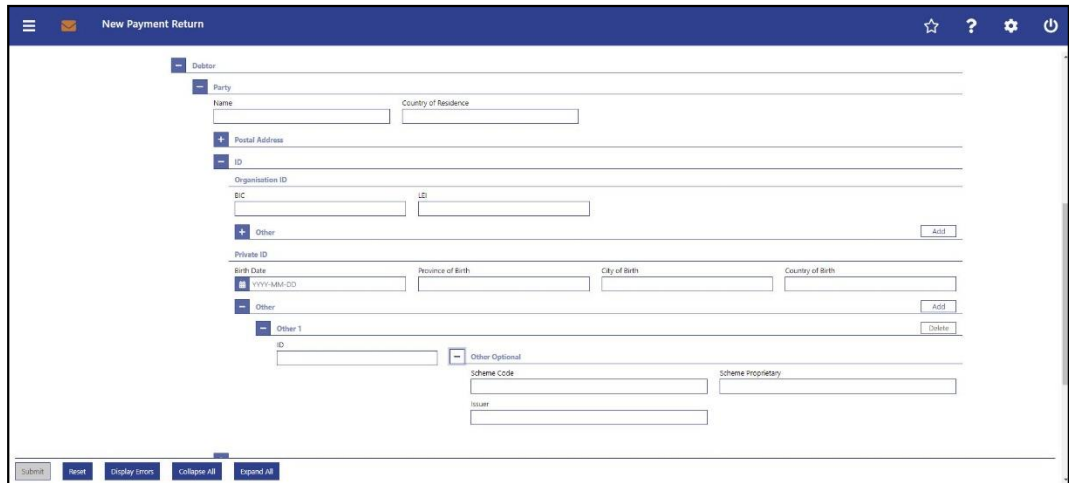 New Payment Return
?
Debtor
Party
Name Country of Residence
+ Postal Address
ID
Organisation ID
BIC LEI
+ Other Add
Private ID
Birth Date Province of Birth City of Birth Country of Birth
YYYY-MM-DD
Other Add
Other 1 Delete
ID
Other Optional
Scheme Code Scheme Proprietary
Issuer
Submit Reset Display Errors Collapse All Expand All